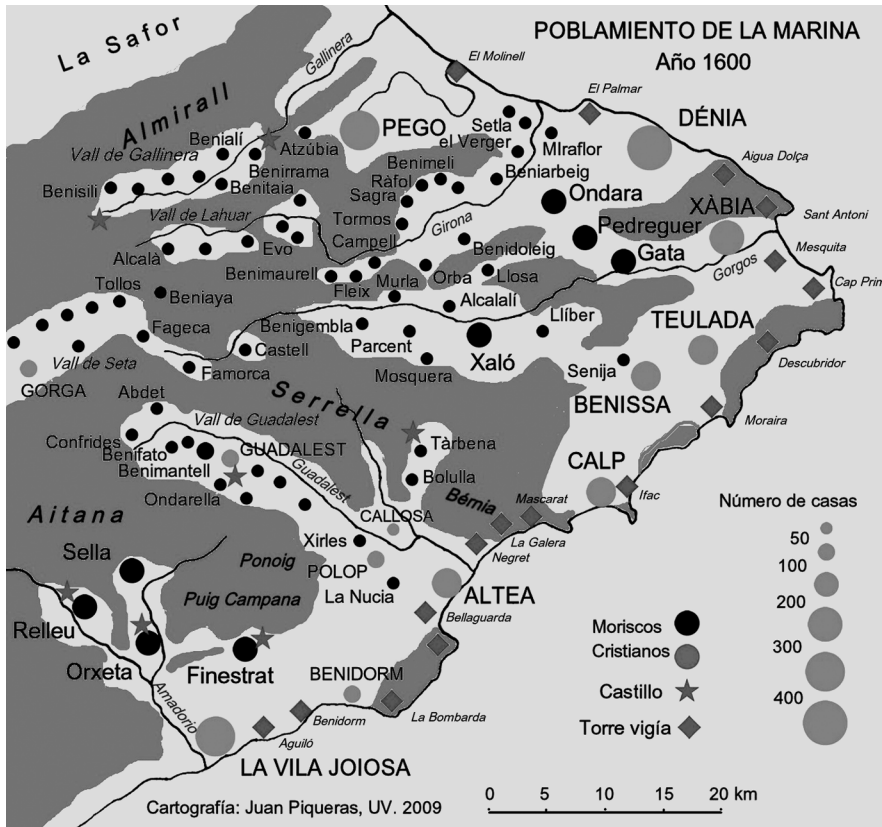 POBLAMIENTO DE LA MARINA
Año 1600
La Safor
Gallinera
El Molinell
El Palmar
Almirall
PEGO
DÉNIA
Benialí
Atzúbia
Setla
el Verger
MIraflor
Vall de Gallinera
Benirrama
Benimeli
Beniarbeig
Aigua Dolça
Benisili
Benitaia
Ràfol
Sagra
Ondara
XÀBIA
Vall de Lahuar
Tormos
Girona
Sant Antoni
Campell
Pedreguer
Alcalà
Evo
Benidoleig
Gata
Mesquita
Benimaurell
Orba
Llosa
Gorgos
Tollos
Fleix
Murla
Cap Prim
Beniaya
Alcalalí
Fageca
Benigembla
Llíber
TEULADA
Castell
Parcent
Xaló
Vall de Seta
Famorca
Mosquera
Senija
Descubridor
GORGA
Abdet
Serrella
BENISSA
Vall de Guadalest
Moraira
Confrides
Tàrbena
Benifato
GUADALEST
Benimantell
Guadalest
Bolulla
CALP
Ondarella
Bérnia
Mascarat
Ifac
Número de casas
Aitana
CALLOSA
La Galera
50
Xirles
Negret
100
Sella
Ponoig
POLOP
200
Puig Campana
La Nucia
ALTEA
Bellaguarda
Moriscos
300
Relleu
Cristianos
Orxeta
Finestrat
BENIDORM
Castillo
400
Amadorio
La Bombarda
Benidorm
Torre vigía
Aguiló
LA VILA JOIOSA
Cartografía: Juan Piqueras, UV. 2009
0 5 10 20 km